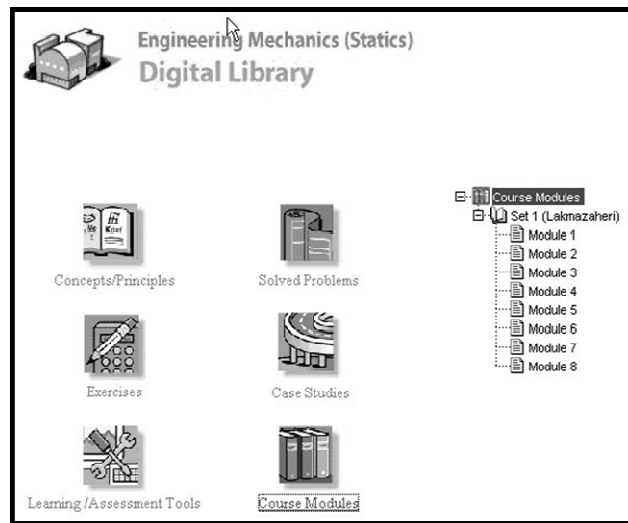 Engineering Mechanics (Statics)
Digital Library
Concepts/Principles
Solved Problems
Exercises
Case Studies
Learning /Assessment Tools
Course Modules
Course Modules
Set 1 (Lakmazaheri)
Module 1
Module 2
Module 3
Module 4
Module 5
Module 6
Module 7
Module 8